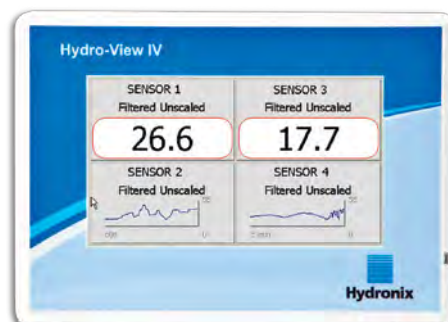 Hydro-View IV
SENSOR 1
Filtered Unscaled
26.6
SENSOR 3
Filtered Unscaled
17.7
SENSOR 2
Filtered Unscaled
SENSOR 4
Filtered Unscaled
Hydronix